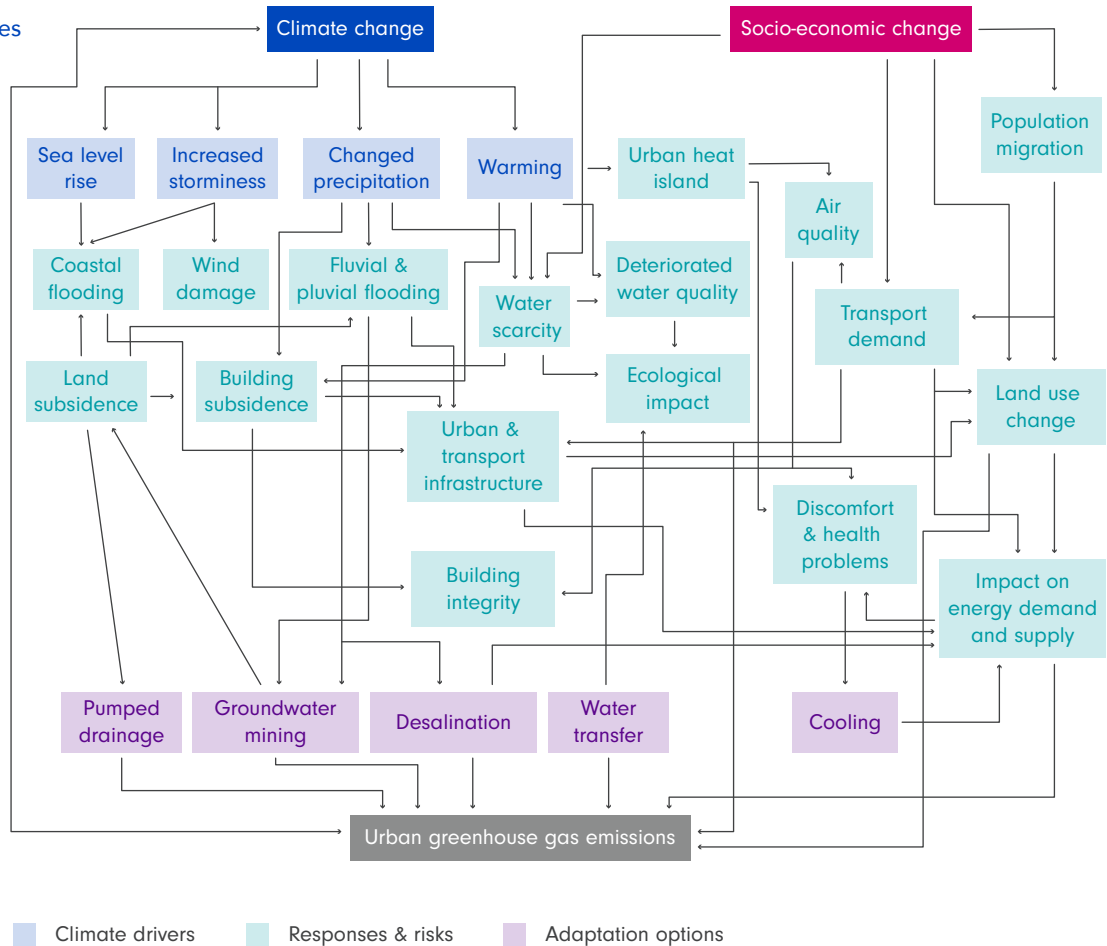 es
Climate change
Socio-economic change
Population
migration
Sea level
rise
Increased
storminess
Changed
precipitation
Warming
Urban heat
island
Air
quality
Coastal
flooding
Wind
damage
Fluvial &
pluvial flooding
Water
scarcity
Deteriorated
water quality
Transport
demand
Land
subsidence
Building
subsidence
Ecological
impact
Land use
change
Urban &
transport
infrastructure
Discomfort
& health
problems
Building
integrity
Impact on
energy demand
and supply
Pumped
drainage
Groundwater
mining
Desalination
Water
transfer
Cooling
Urban greenhouse gas emissions
Climate drivers
Responses & risks
Adaptation options